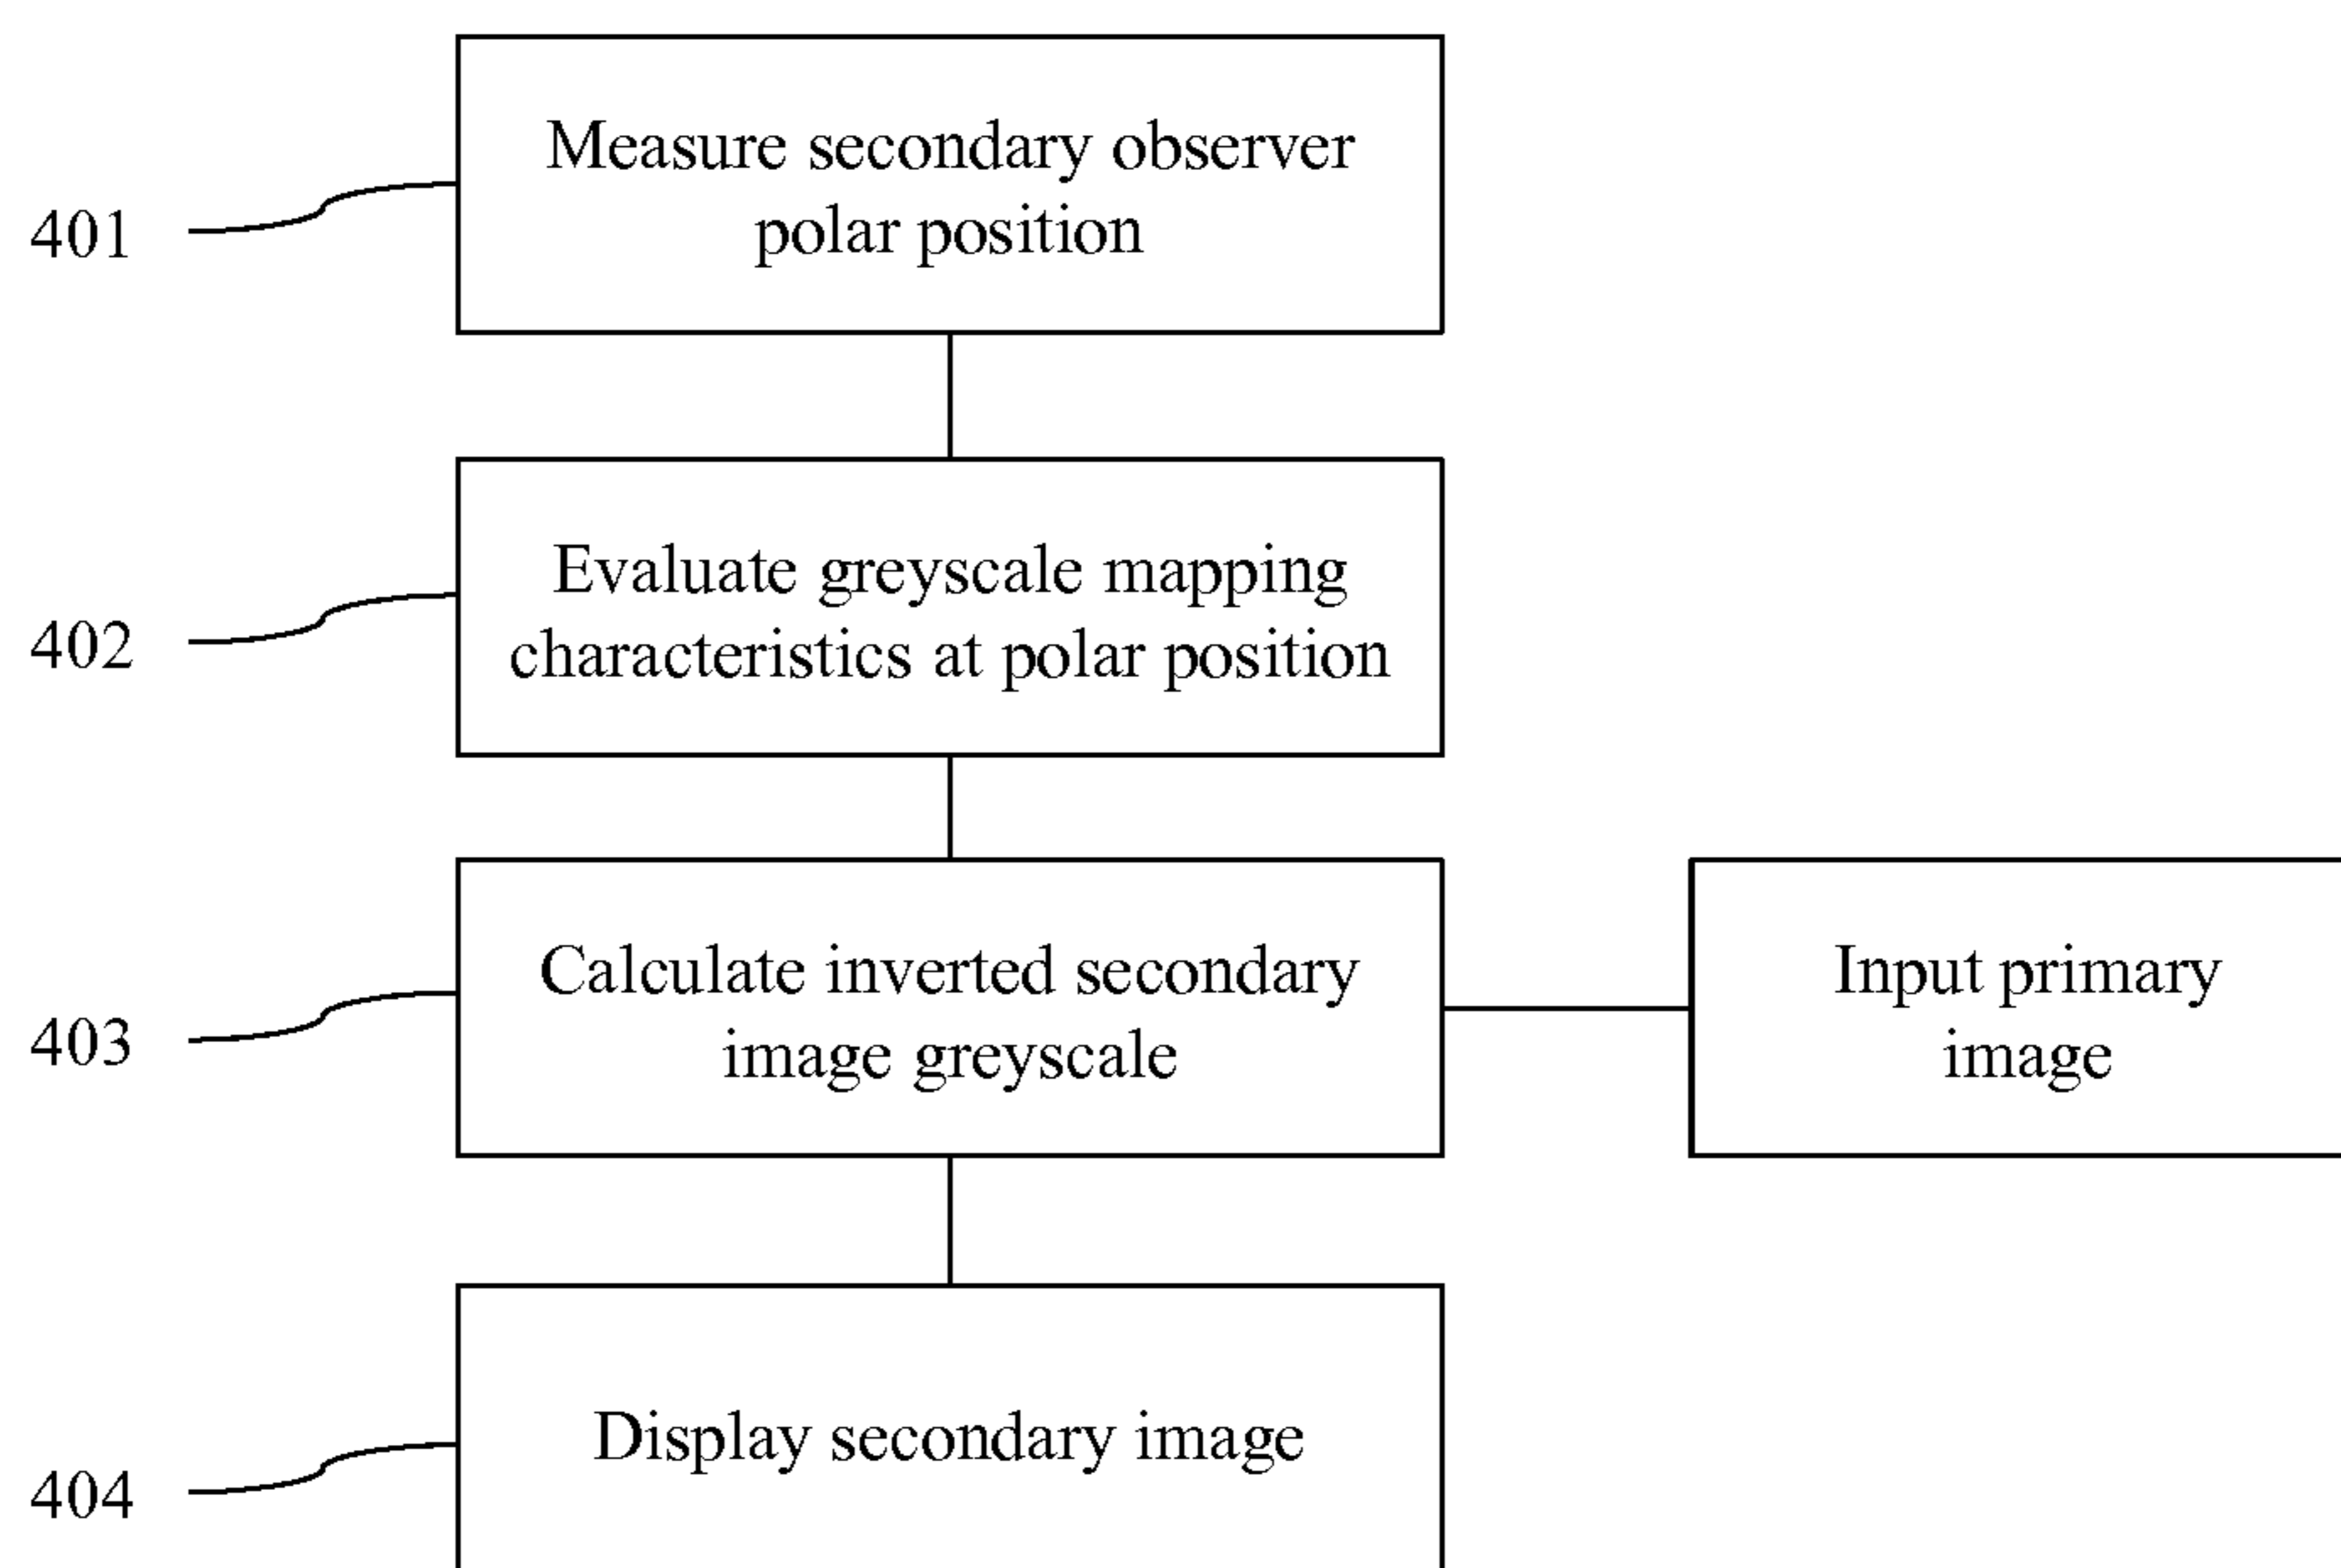 Measure secondary observer
polar position
401
Evaluate greyscale mapping
characteristics at polar position
402
Calculate inverted secondary
image greyscale
Input primary
image
403
Display secondary image
404